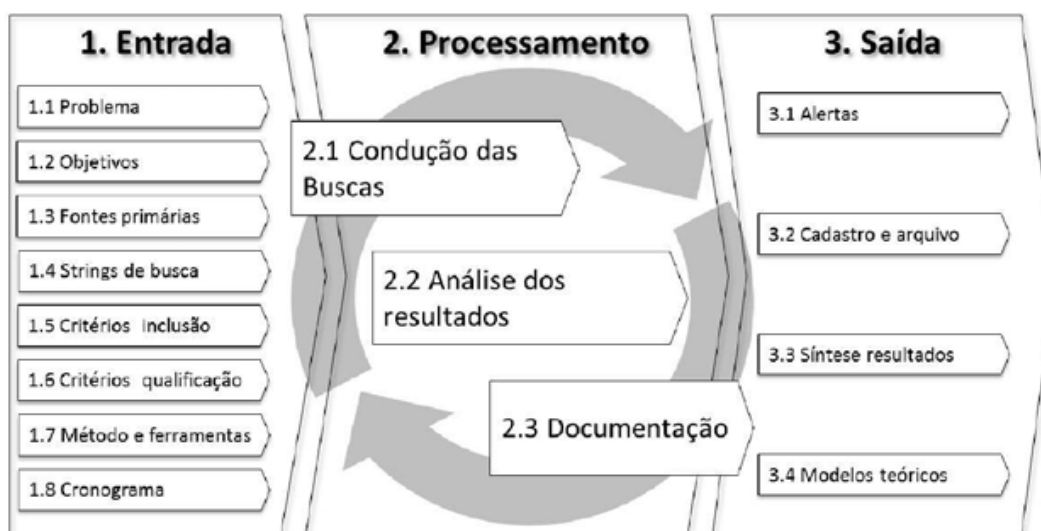 1. Entrada
1.1 Problema
1.2 Objetivos
1.3 Fontes primárias
1.4 Strings de busca
1.5 Critérios inclusão
1.6 Critérios qualificação
1.7 Método e ferramentas
1.8 Cronograma
2. Processamento
2.1 Condução das
Buscas
2.2 Análise dos
resultados
2.3 Documentação
3. Saída
3.1 Alertas
3.2 Cadastro e arquivo
3.3 Síntese resultados
3.4 Modelos teóricos